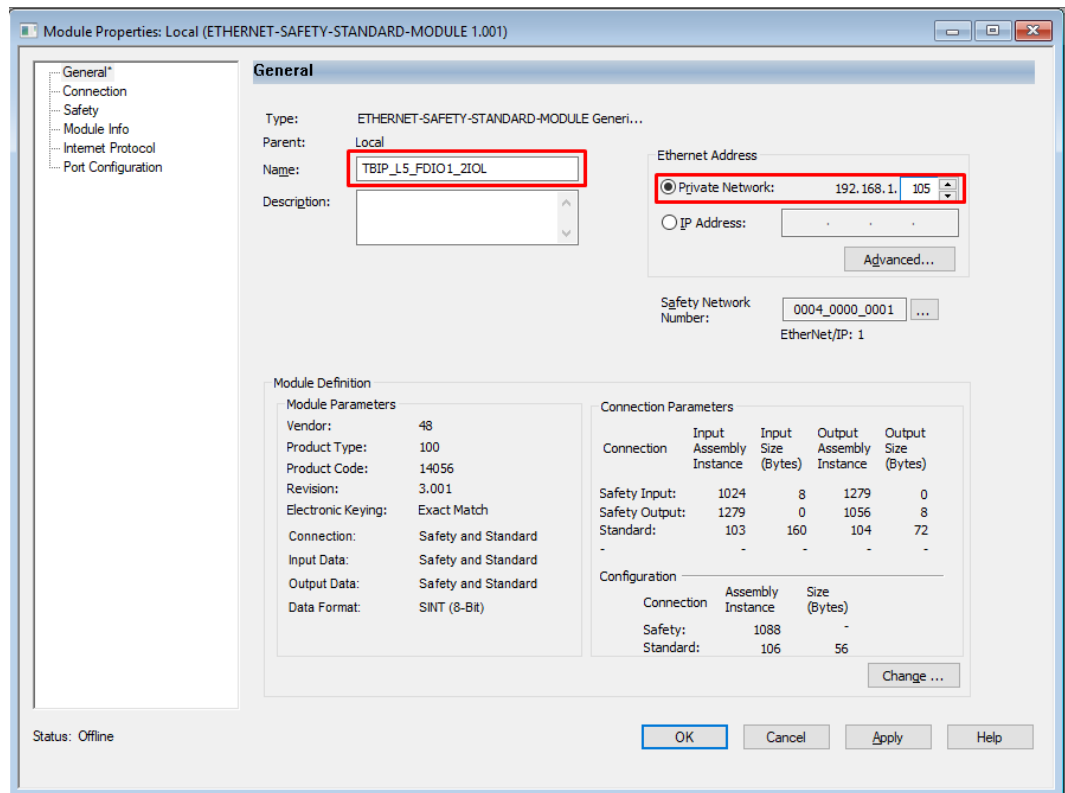 Module Properties: Local (ETHERNET-SAFETY-STANDARD-MODULE 1.001)
General*
Connection
Safety
Module Info
Internet Protocol
Port Configuration
General
Type: ETHERNET-SAFETY-STANDARD-MODULE Generi...
Parent: Local
Name: TBIP_L5_FDIO1_2IOL
Description:
Ethernet Address
Private Network: 192.168.1. 105
IP Address: . . .
Advanced...
Safety Network
Number: 0004_0000_0001 ...
EtherNet/IP: 1
Module Definition
Module Parameters
Vendor: 48
Product Type: 100
Product Code: 14056
Revision: 3.001
Electronic Keying: Exact Match
Connection: Safety and Standard
Input Data: Safety and Standard
Output Data: Safety and Standard
Data Format: SINT (8-Bit)
Connection Parameters
Input Input Output Output
Connection Assembly Size Assembly Size
Instance (Bytes) Instance (Bytes)
Safety Input: 1024 8 1279 0
Safety Output: 1279 0 1056 8
Standard: 103 160 104 72
- - - - -
Configuration
Assembly Size
Connection Instance (Bytes)
Safety: 1088 -
Standard: 106 56
Change ...
Status: Offline
OK Cancel Apply Help